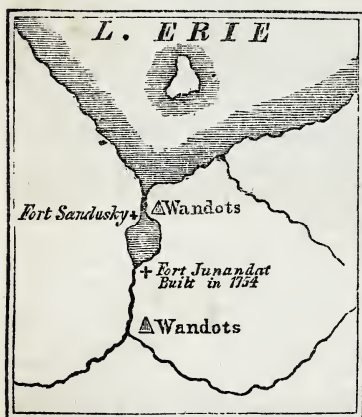 L. ERIE
Fort Sandusky
Wandots
Fort Junandat
Built in 1754
Wandots